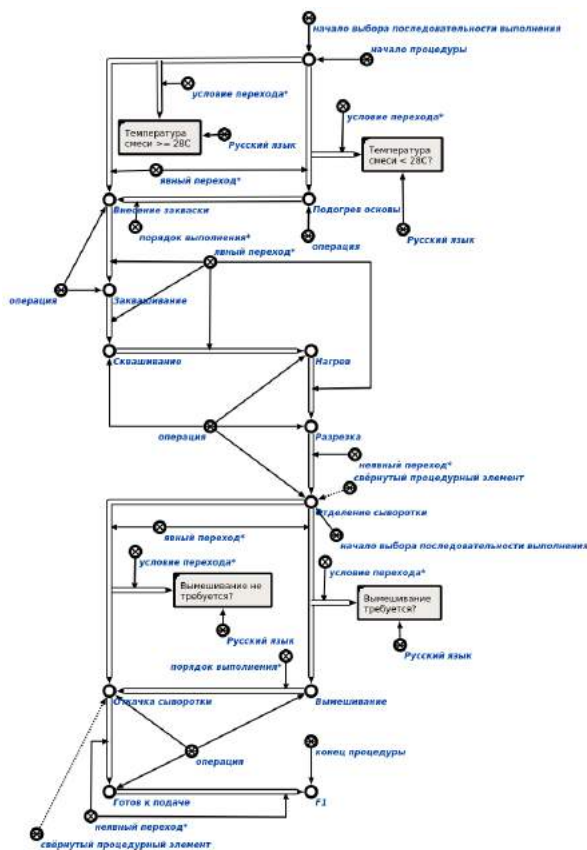 начало выбора последовательности выполнения
начало процедуры
условие перехода*
условие перехода*
Температура
смеси >= 28C
Русский язык
Температура
смеси < 28C?
явный переход*
Внесение закваски
Подогрев основы
Русский язык
порядок выполнения*
операция
явный переход*
операция
Заквашивание
Сквашивание
Нагрев
операция
Разрезка
неявный переход*
свёрнутый процедурный элемент
Отделение сыворотки
явный переход*
начало выбора последовательности выполнения
условие перехода*
условие перехода*
Вымешивание не
требуется?
Вымешивание
требуется?
Русский язык
Русский язык
порядок выполнения*
Откачка сыворотки
Вымешивание
операция
конец процедуры
Готов к подаче
F1
неявный переход*
свёрнутый процедурный элемент